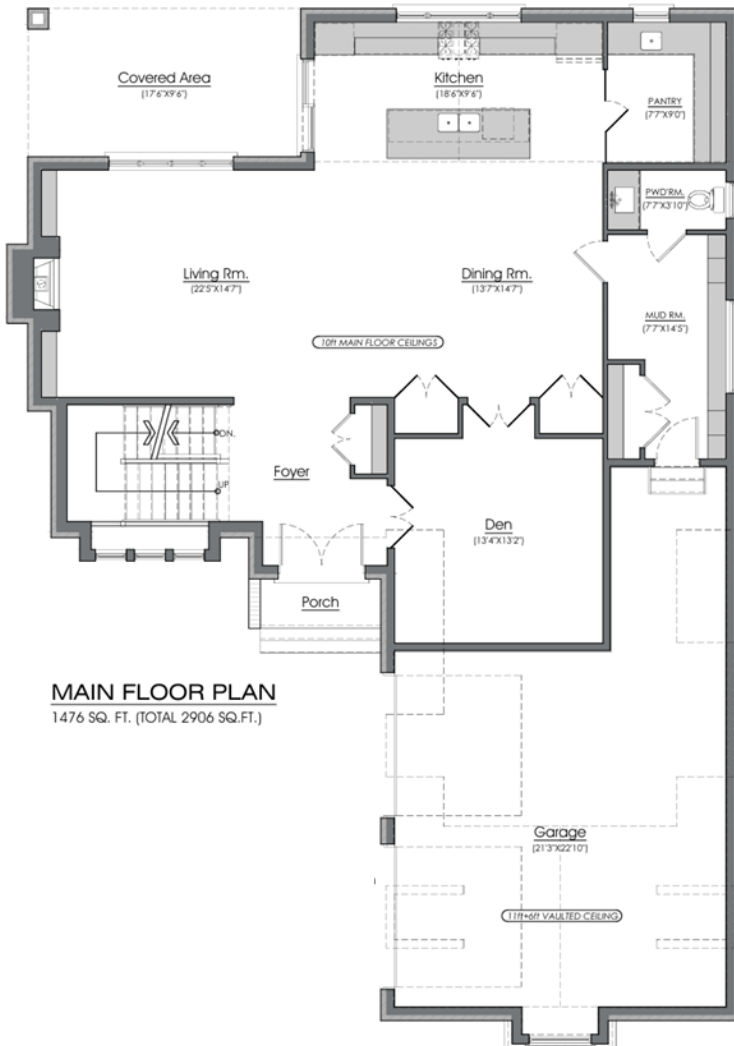 Covered Area
(17'6"X9'6")
Kitchen
(18'6"X9'6")
PANTRY
(7'7"X9'0")
PWD'RM.
(7'7"X3'10")
Living Rm.
(22'5"X14'7")
Dining Rm.
(13'7"X14'7")
MUD RM.
(7'7"X14'5")
10ft MAIN FLOOR CEILINGS
DN.
UP
Foyer
Den
(13'4"X13'2")
Porch
MAIN FLOOR PLAN
1476 SQ. FT. (TOTAL 2906 SQ.FT.)
Garage
(21'3"X22'10")
11ft+6ft VAULTED CEILING